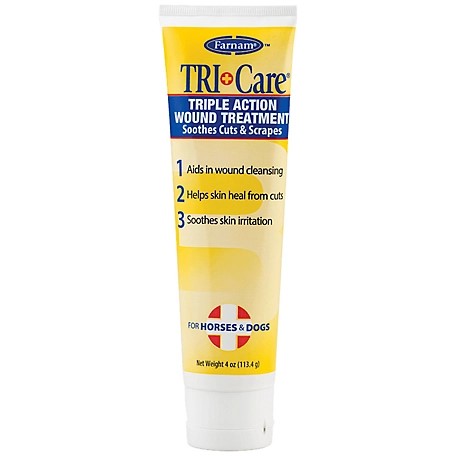 Farnam®™
TRI+Care®
TRIPLE ACTION
WOUND TREATMENT
Soothes Cuts & Scrapes
1 Aids in wound cleansing
2 Helps skin heal from cuts
3 Soothes skin irritation
FOR HORSES & DOGS
Net Weight 4 oz (113.4 g)